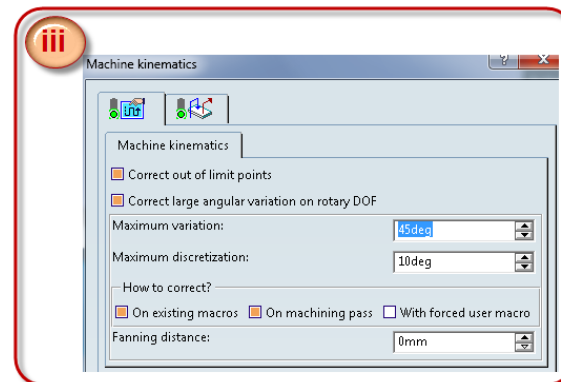 iii
Machine kinematics ? X
Machine kinematics
Correct out of limit points
Correct large angular variation on rotary DOF
Maximum variation: 45deg
Maximum discretization: 10deg
How to correct?
On existing macros On machining pass With forced user macro
Fanning distance: 0mm